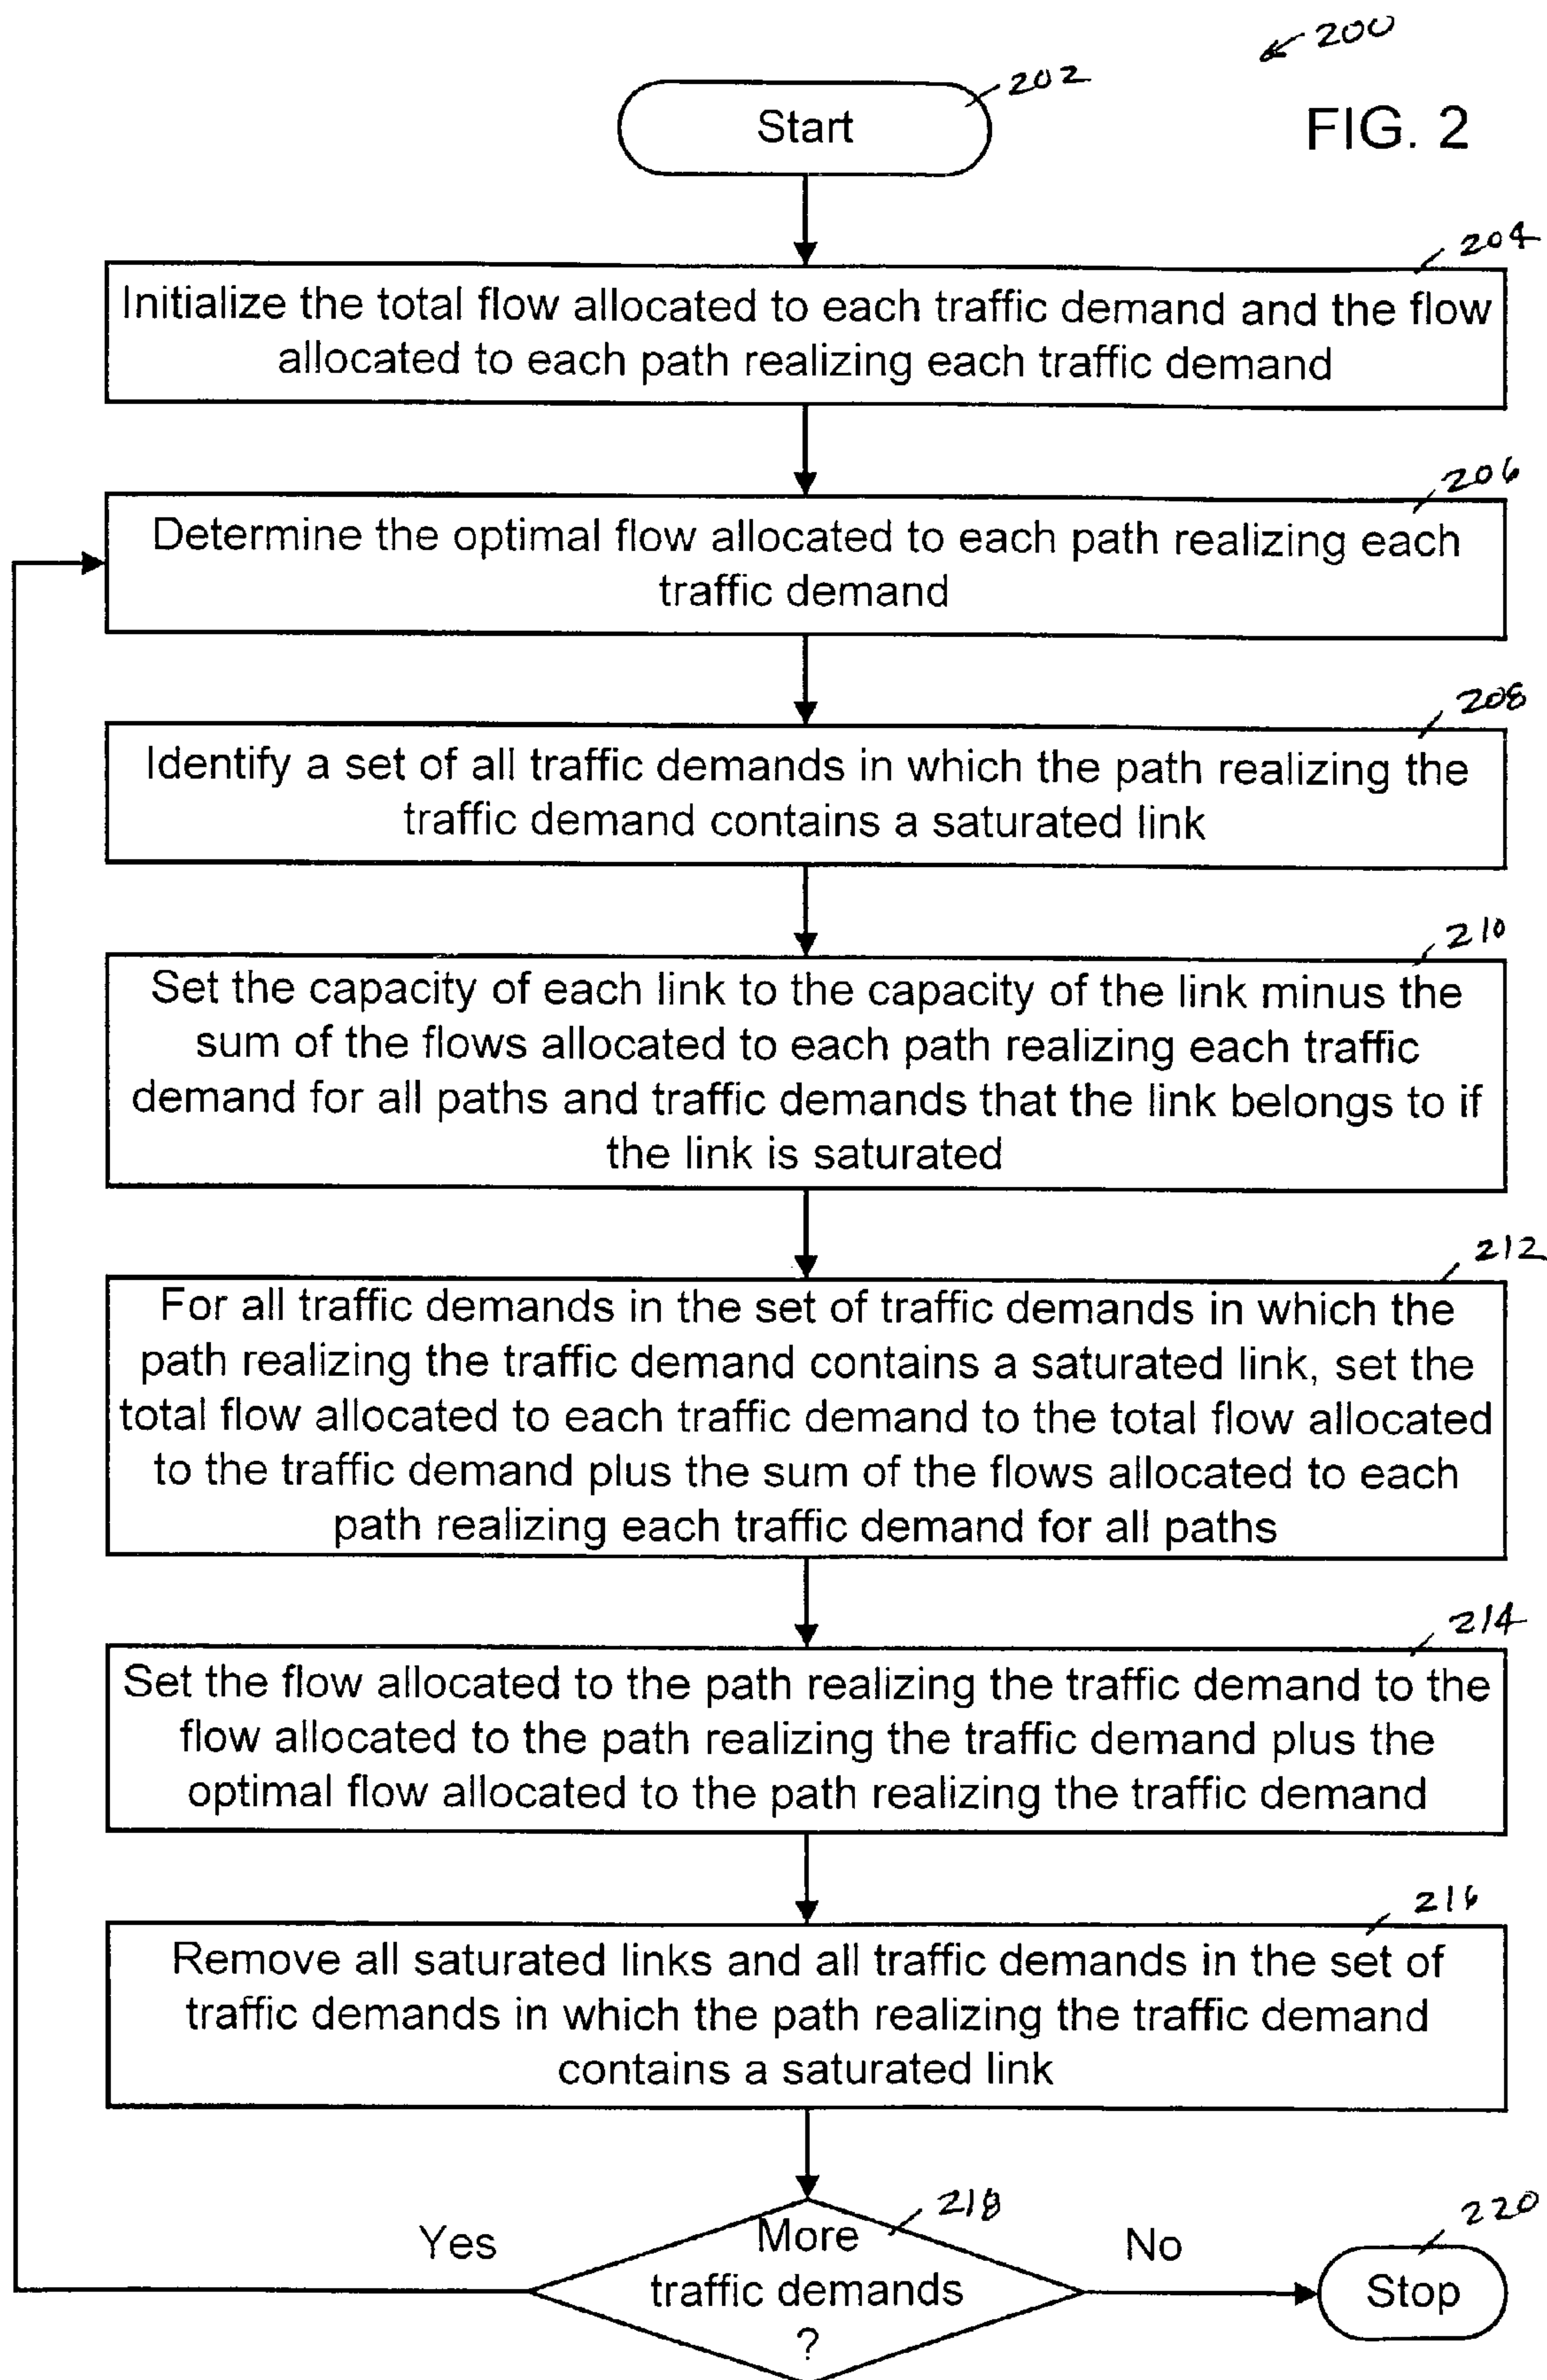 200
202
Start
FIG. 2
204
Initialize the total flow allocated to each traffic demand and the flow
allocated to each path realizing each traffic demand
206
Determine the optimal flow allocated to each path realizing each
traffic demand
208
Identify a set of all traffic demands in which the path realizing the
traffic demand contains a saturated link
210
Set the capacity of each link to the capacity of the link minus the
sum of the flows allocated to each path realizing each traffic
demand for all paths and traffic demands that the link belongs to if
the link is saturated
212
For all traffic demands in the set of traffic demands in which the
path realizing the traffic demand contains a saturated link, set the
total flow allocated to each traffic demand to the total flow allocated
to the traffic demand plus the sum of the flows allocated to each
path realizing each traffic demand for all paths
214
Set the flow allocated to the path realizing the traffic demand to the
flow allocated to the path realizing the traffic demand plus the
optimal flow allocated to the path realizing the traffic demand
216
Remove all saturated links and all traffic demands in the set of
traffic demands in which the path realizing the traffic demand
contains a saturated link
218
220
Yes
More
traffic demands
?
No
Stop